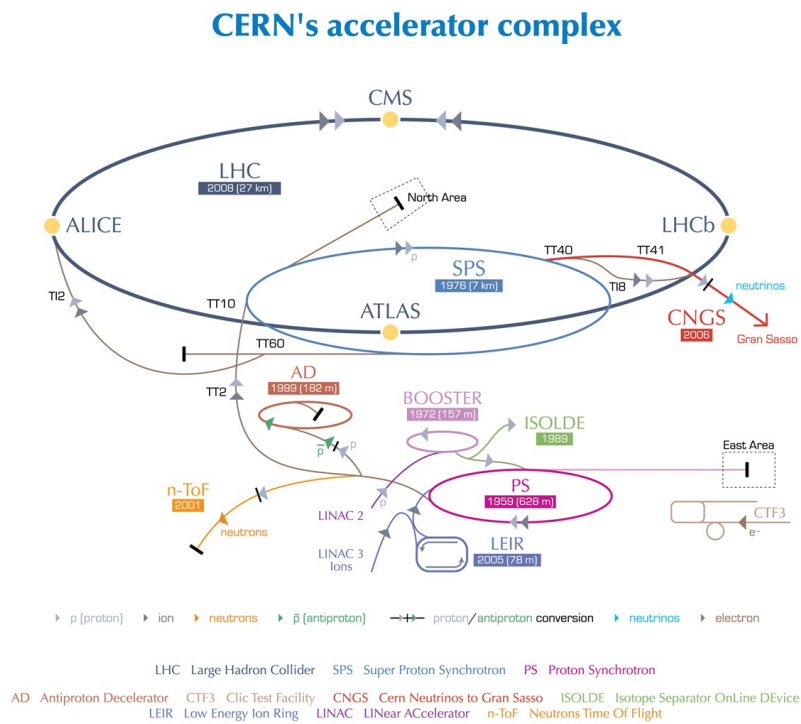 CERN's accelerator complex
CMS
LHC
2008 (27 km)
North Area
ALICE
LHCb
TT40
TT41
SPS
1976 (7 km)
p
TI2
TT10
TI8
neutrinos
ATLAS
CNGS
2006
Gran Sasso
TT60
AD
1999 (182 m)
TT2
BOOSTER
1972 (157 m)
ISOLDE
1989
p
p̅
East Area
n-ToF
2001
PS
1959 (628 m)
p
LINAC 2
neutrons
CTF3
e-
LINAC 3
Ions
LEIR
2005 (78 m)
p (proton) ion neutrons p̅ (antiproton) proton/antiproton conversion neutrinos electron
LHC Large Hadron Collider SPS Super Proton Synchrotron PS Proton Synchrotron
AD Antiproton Decelerator CTF3 Clic Test Facility CNGS Cern Neutrinos to Gran Sasso ISOLDE Isotope Separator OnLine DEvice
LEIR Low Energy Ion Ring LINAC LINear ACcelerator n-ToF Neutrons Time Of Flight